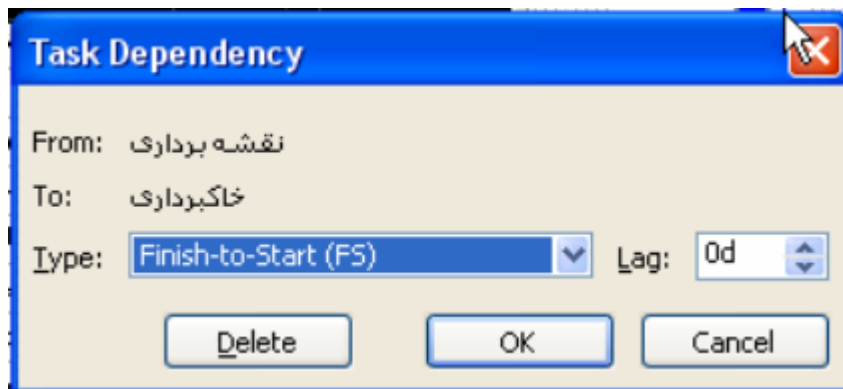 Task Dependency
From: نقشه برداری
To: خاکبرداری
Type: Finish-to-Start (FS) Lag: 0d
Delete OK Cancel